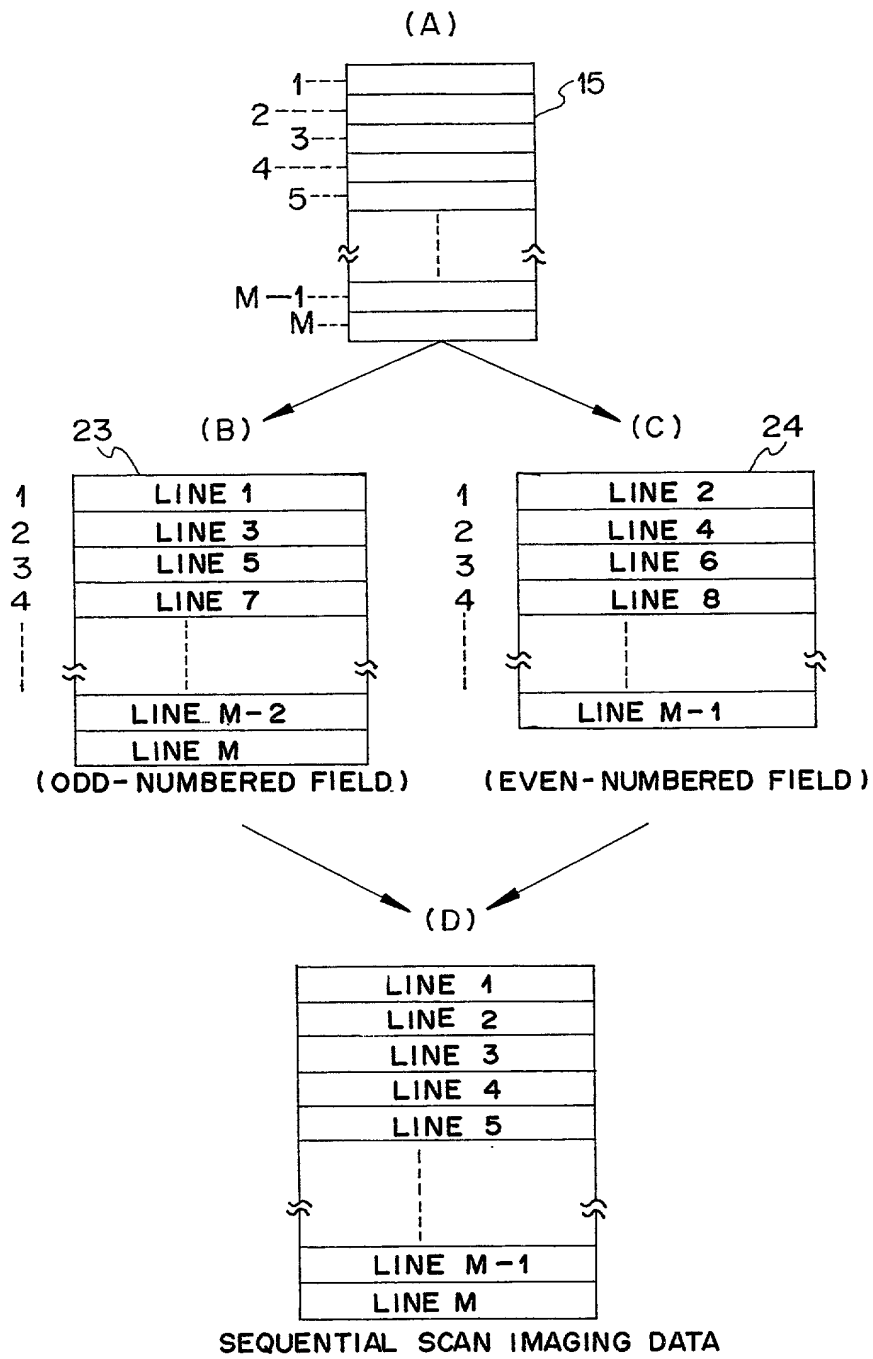 (A)
1
15
2
3
4
5
M-1
M
23 (B) (C) 24
1 LINE 1
2 LINE 3
3 LINE 5
4 LINE 7
LINE M-2
LINE M
(ODD-NUMBERED FIELD.)
1 LINE 2
2 LINE 4
3 LINE 6
4 LINE 8
LINE M-1
(EVEN-NUMBERED FIELD)
(D)
LINE 1
LINE 2
LINE 3
LINE 4
LINE 5
LINE M-1
LINE M
SEQUENTIAL SCAN IMAGING DATA